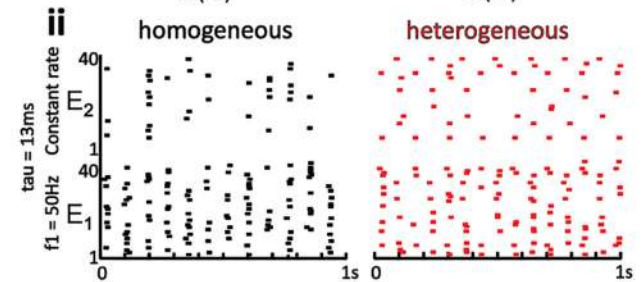 ii
homogeneous
heterogeneous
tau = 13ms
Constant rate
f1 = 50Hz
40
E2
1
40
E1
1
0
1s
0
1s